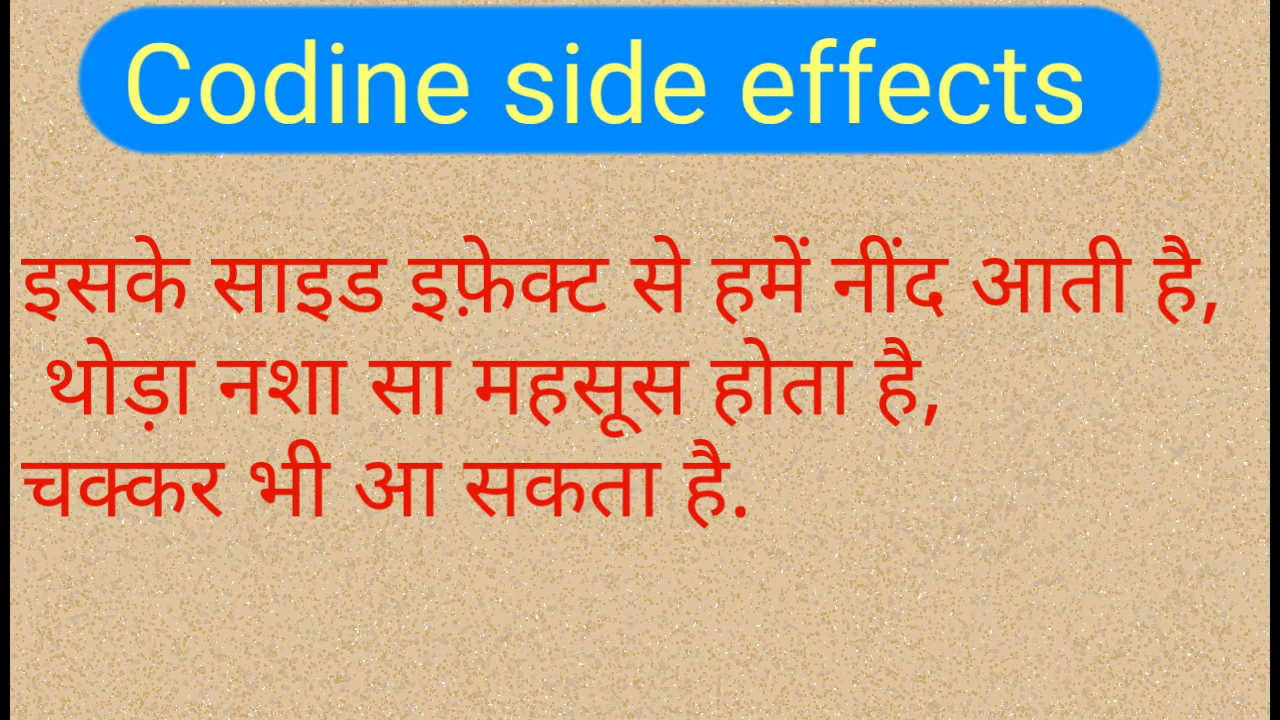 Codine side effects
इसके साइड इफ़ेक्ट से हमें नींद आती है,
थोड़ा नशा सा महसूस होता है,
चक्कर भी आ सकता है.